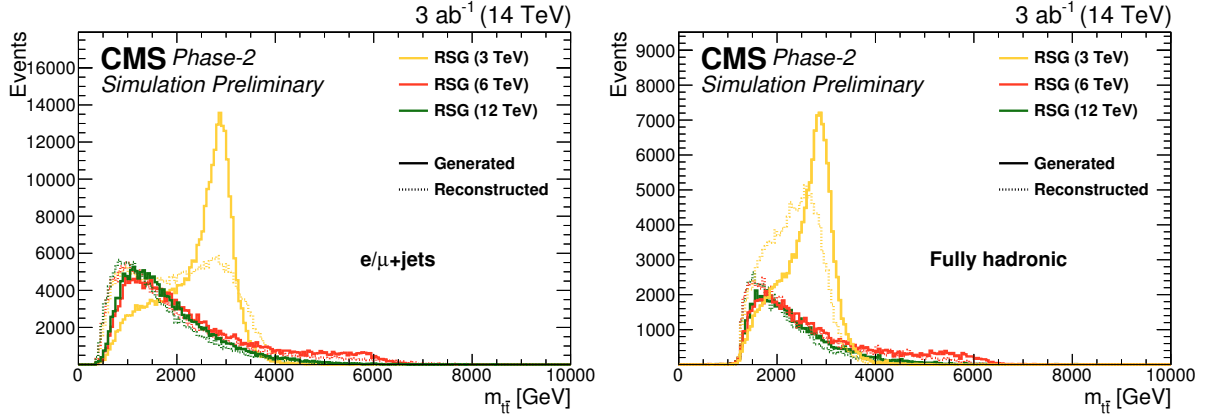 3 ab⁻¹ (14 TeV)
CMS Phase-2
Simulation Preliminary
RSG (3 TeV)
RSG (6 TeV)
RSG (12 TeV)
Generated
Reconstructed
e/μ+jets
Events
16000
14000
12000
10000
8000
6000
4000
2000
0 2000 4000 6000 8000 10000
m_tt̄ [GeV]
3 ab⁻¹ (14 TeV)
CMS Phase-2
Simulation Preliminary
RSG (3 TeV)
RSG (6 TeV)
RSG (12 TeV)
Generated
Reconstructed
Fully hadronic
Events
9000
8000
7000
6000
5000
4000
3000
2000
1000
0 2000 4000 6000 8000 10000
m_tt̄ [GeV]